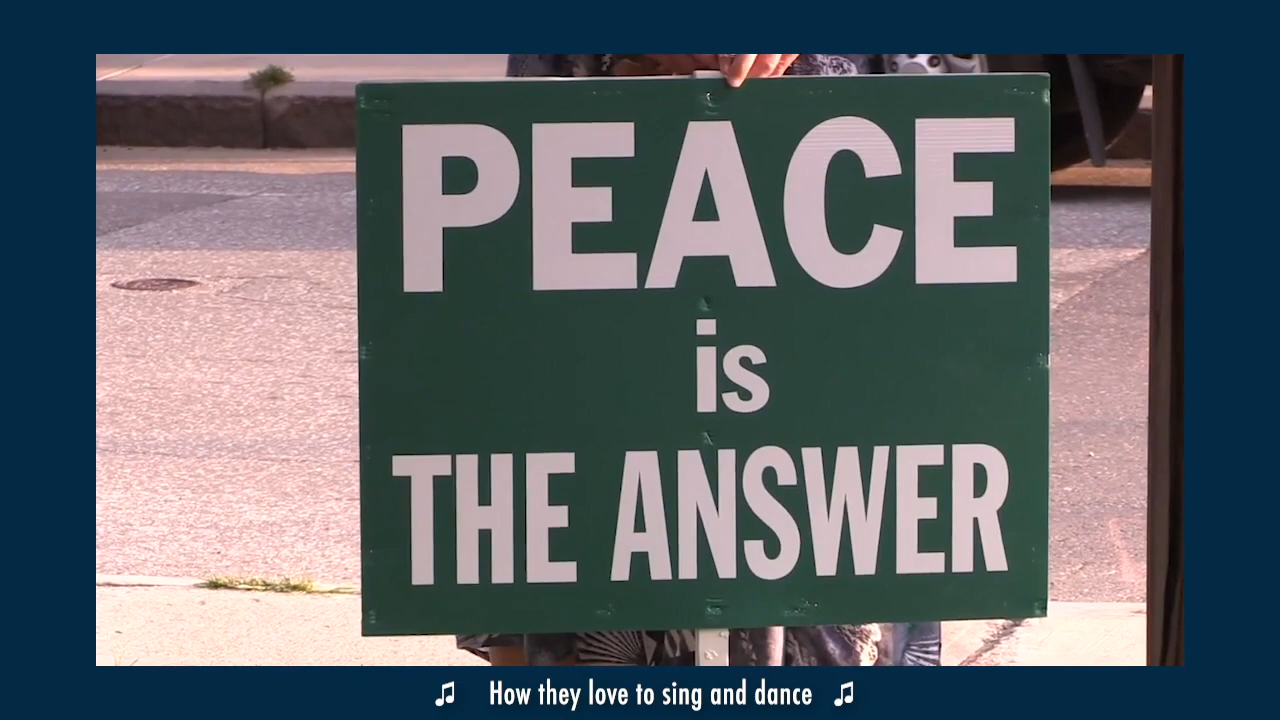 PEACE
is
THE ANSWER
♫ How they love to sing and dance ♫